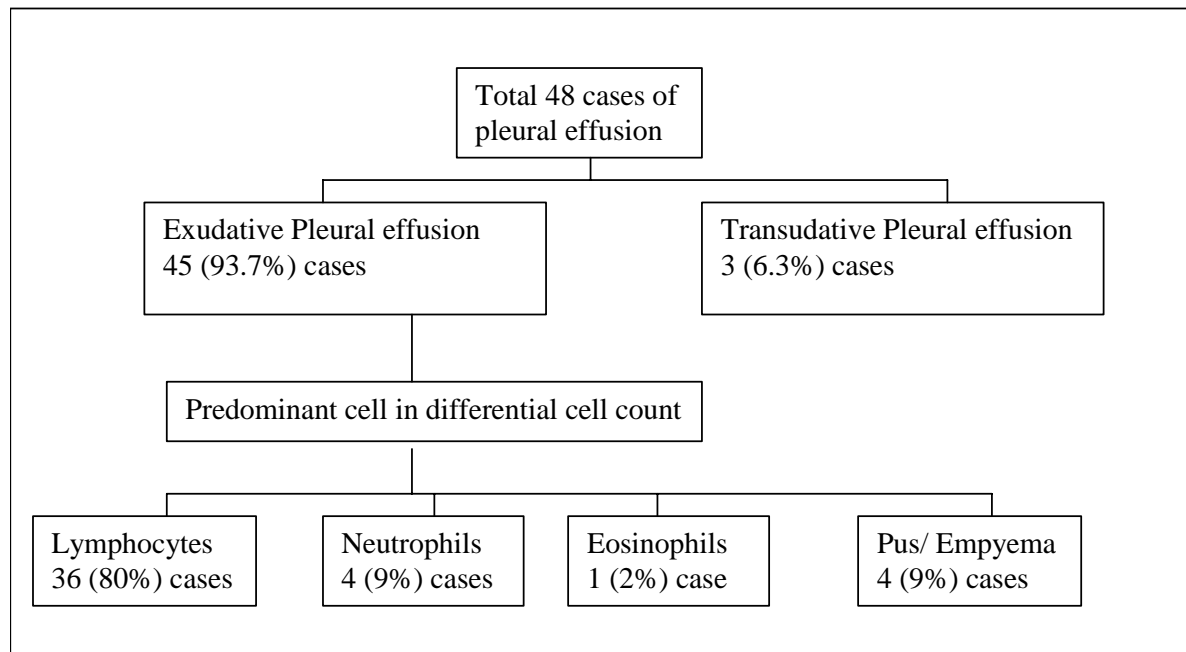 Total 48 cases of
pleural effusion
Exudative Pleural effusion
45 (93.7%) cases
Transudative Pleural effusion
3 (6.3%) cases
Predominant cell in differential cell count
Lymphocytes
36 (80%) cases
Neutrophils
4 (9%) cases
Eosinophils
1 (2%) case
Pus/ Empyema
4 (9%) cases